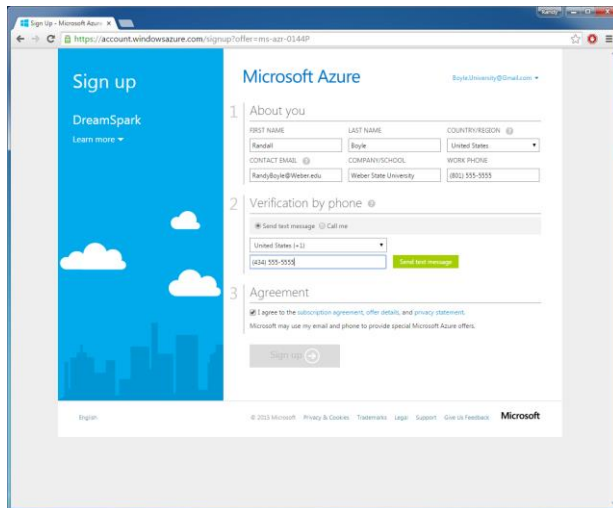 Sign Up - Microsoft Azure
https://account.windowsazure.com/signup?offer=ms-azr-0144P
Sign up
DreamSpark
Learn more
Microsoft Azure
Boyle.University@Gmail.com
1 About you
FIRST NAME LAST NAME COUNTRY/REGION
Randall Boyle United States
CONTACT EMAIL COMPANY/SCHOOL WORK PHONE
RandyBoyle@Weber.edu Weber State University (801) 555-5555
2 Verification by phone
Send text message Call me
United States (+1)
(434) 555-5555 Send text message
3 Agreement
I agree to the subscription agreement, offer details, and privacy statement.
Microsoft may use my email and phone to provide special Microsoft Azure offers.
Sign up
English © 2015 Microsoft Privacy & Cookies Trademarks Legal Support Give Us Feedback Microsoft